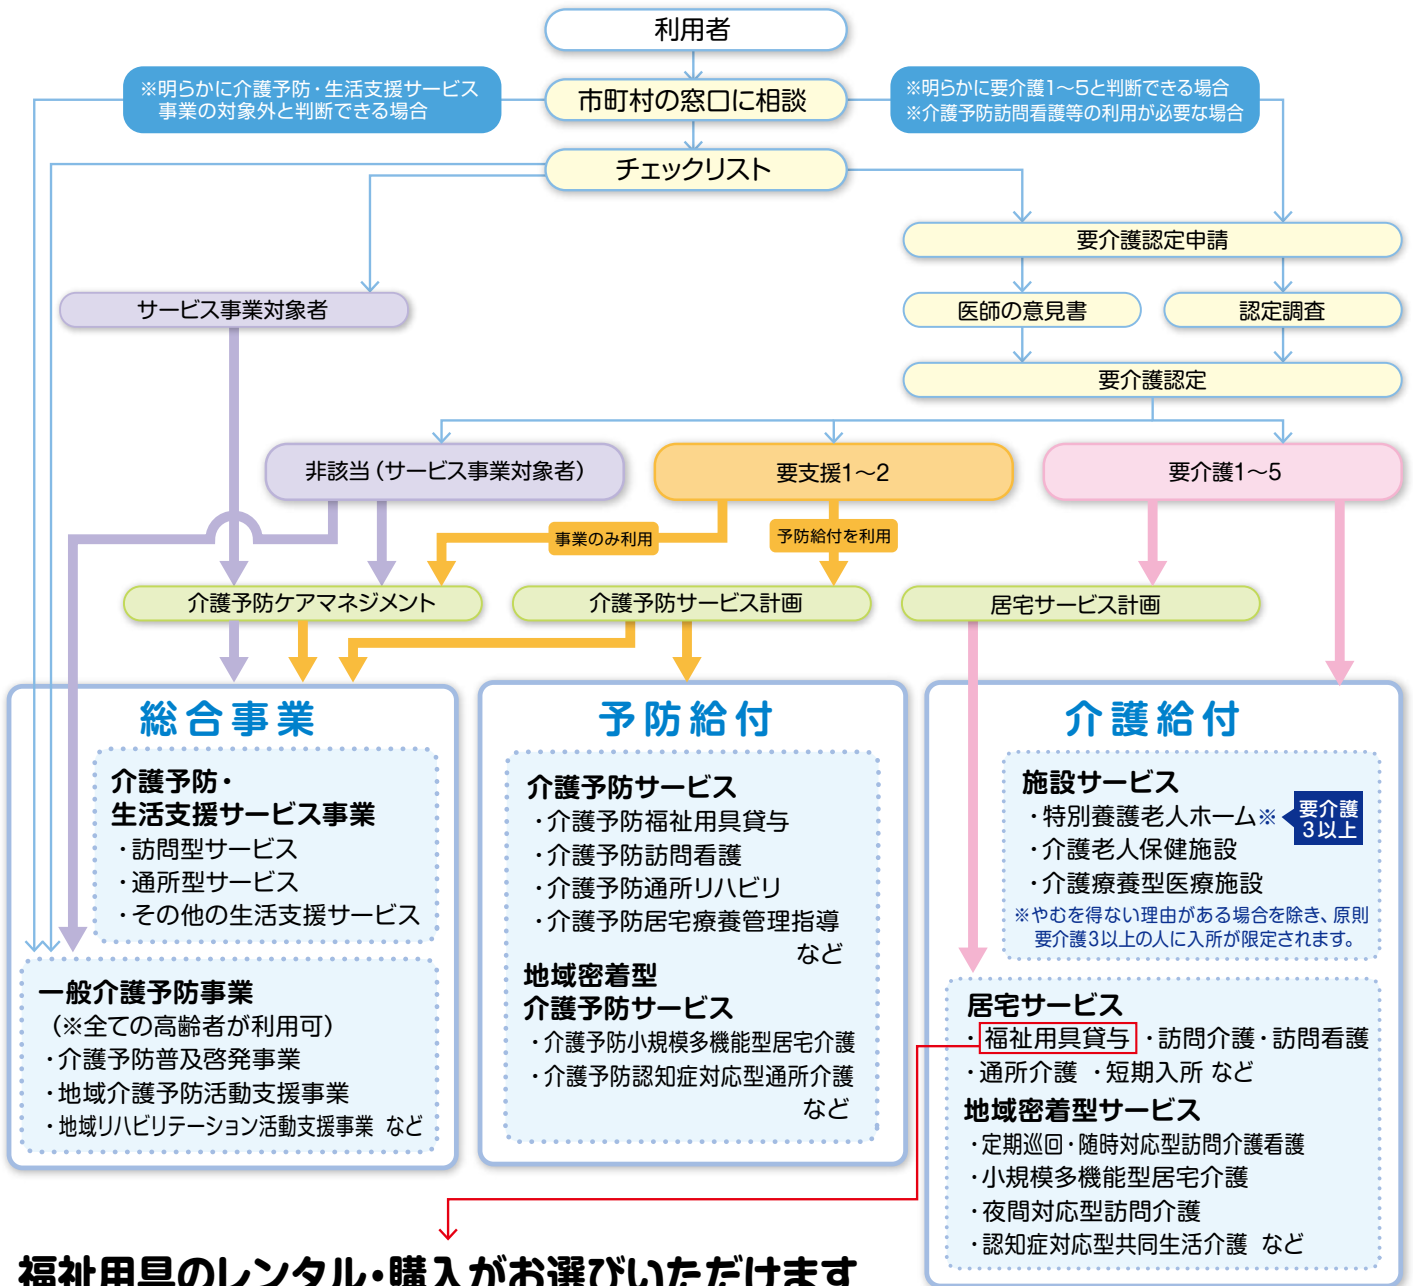 利用者
※明らかに介護予防・生活支援サービス
事業の対象外と判断できる場合
市町村の窓口に相談
※明らかに要介護1～5と判断できる場合
※介護予防訪問看護等の利用が必要な場合
チェックリスト
要介護認定申請
サービス事業対象者
医師の意見書
認定調査
要介護認定
非該当（サービス事業対象者）
要支援1～2
要介護1～5
事業のみ利用
予防給付を利用
介護予防ケアマネジメント
介護予防サービス計画
居宅サービス計画
総合事業
介護予防・
生活支援サービス事業
・訪問型サービス
・通所型サービス
・その他の生活支援サービス
一般介護予防事業
（※全ての高齢者が利用可）
・介護予防普及啓発事業
・地域介護予防活動支援事業
・地域リハビリテーション活動支援事業 など
予防給付
介護予防サービス
・介護予防福祉用具貸与
・介護予防訪問看護
・介護予防通所リハビリ
・介護予防居宅療養管理指導
など
地域密着型
介護予防サービス
・介護予防小規模多機能型居宅介護
・介護予防認知症対応型通所介護
など
介護給付
施設サービス
・特別養護老人ホーム※
要介護
3以上
・介護老人保健施設
・介護療養型医療施設
※やむを得ない理由がある場合を除き、原則
要介護3以上の人に入所が限定されます。
居宅サービス
・福祉用具貸与 ・訪問介護・訪問看護
・通所介護 ・短期入所 など
地域密着型サービス
・定期巡回・随時対応型訪問介護看護
・小規模多機能型居宅介護
・夜間対応型訪問介護
・認知症対応型共同生活介護 など
福祉用具のレンタル・購入がお選びいただけます